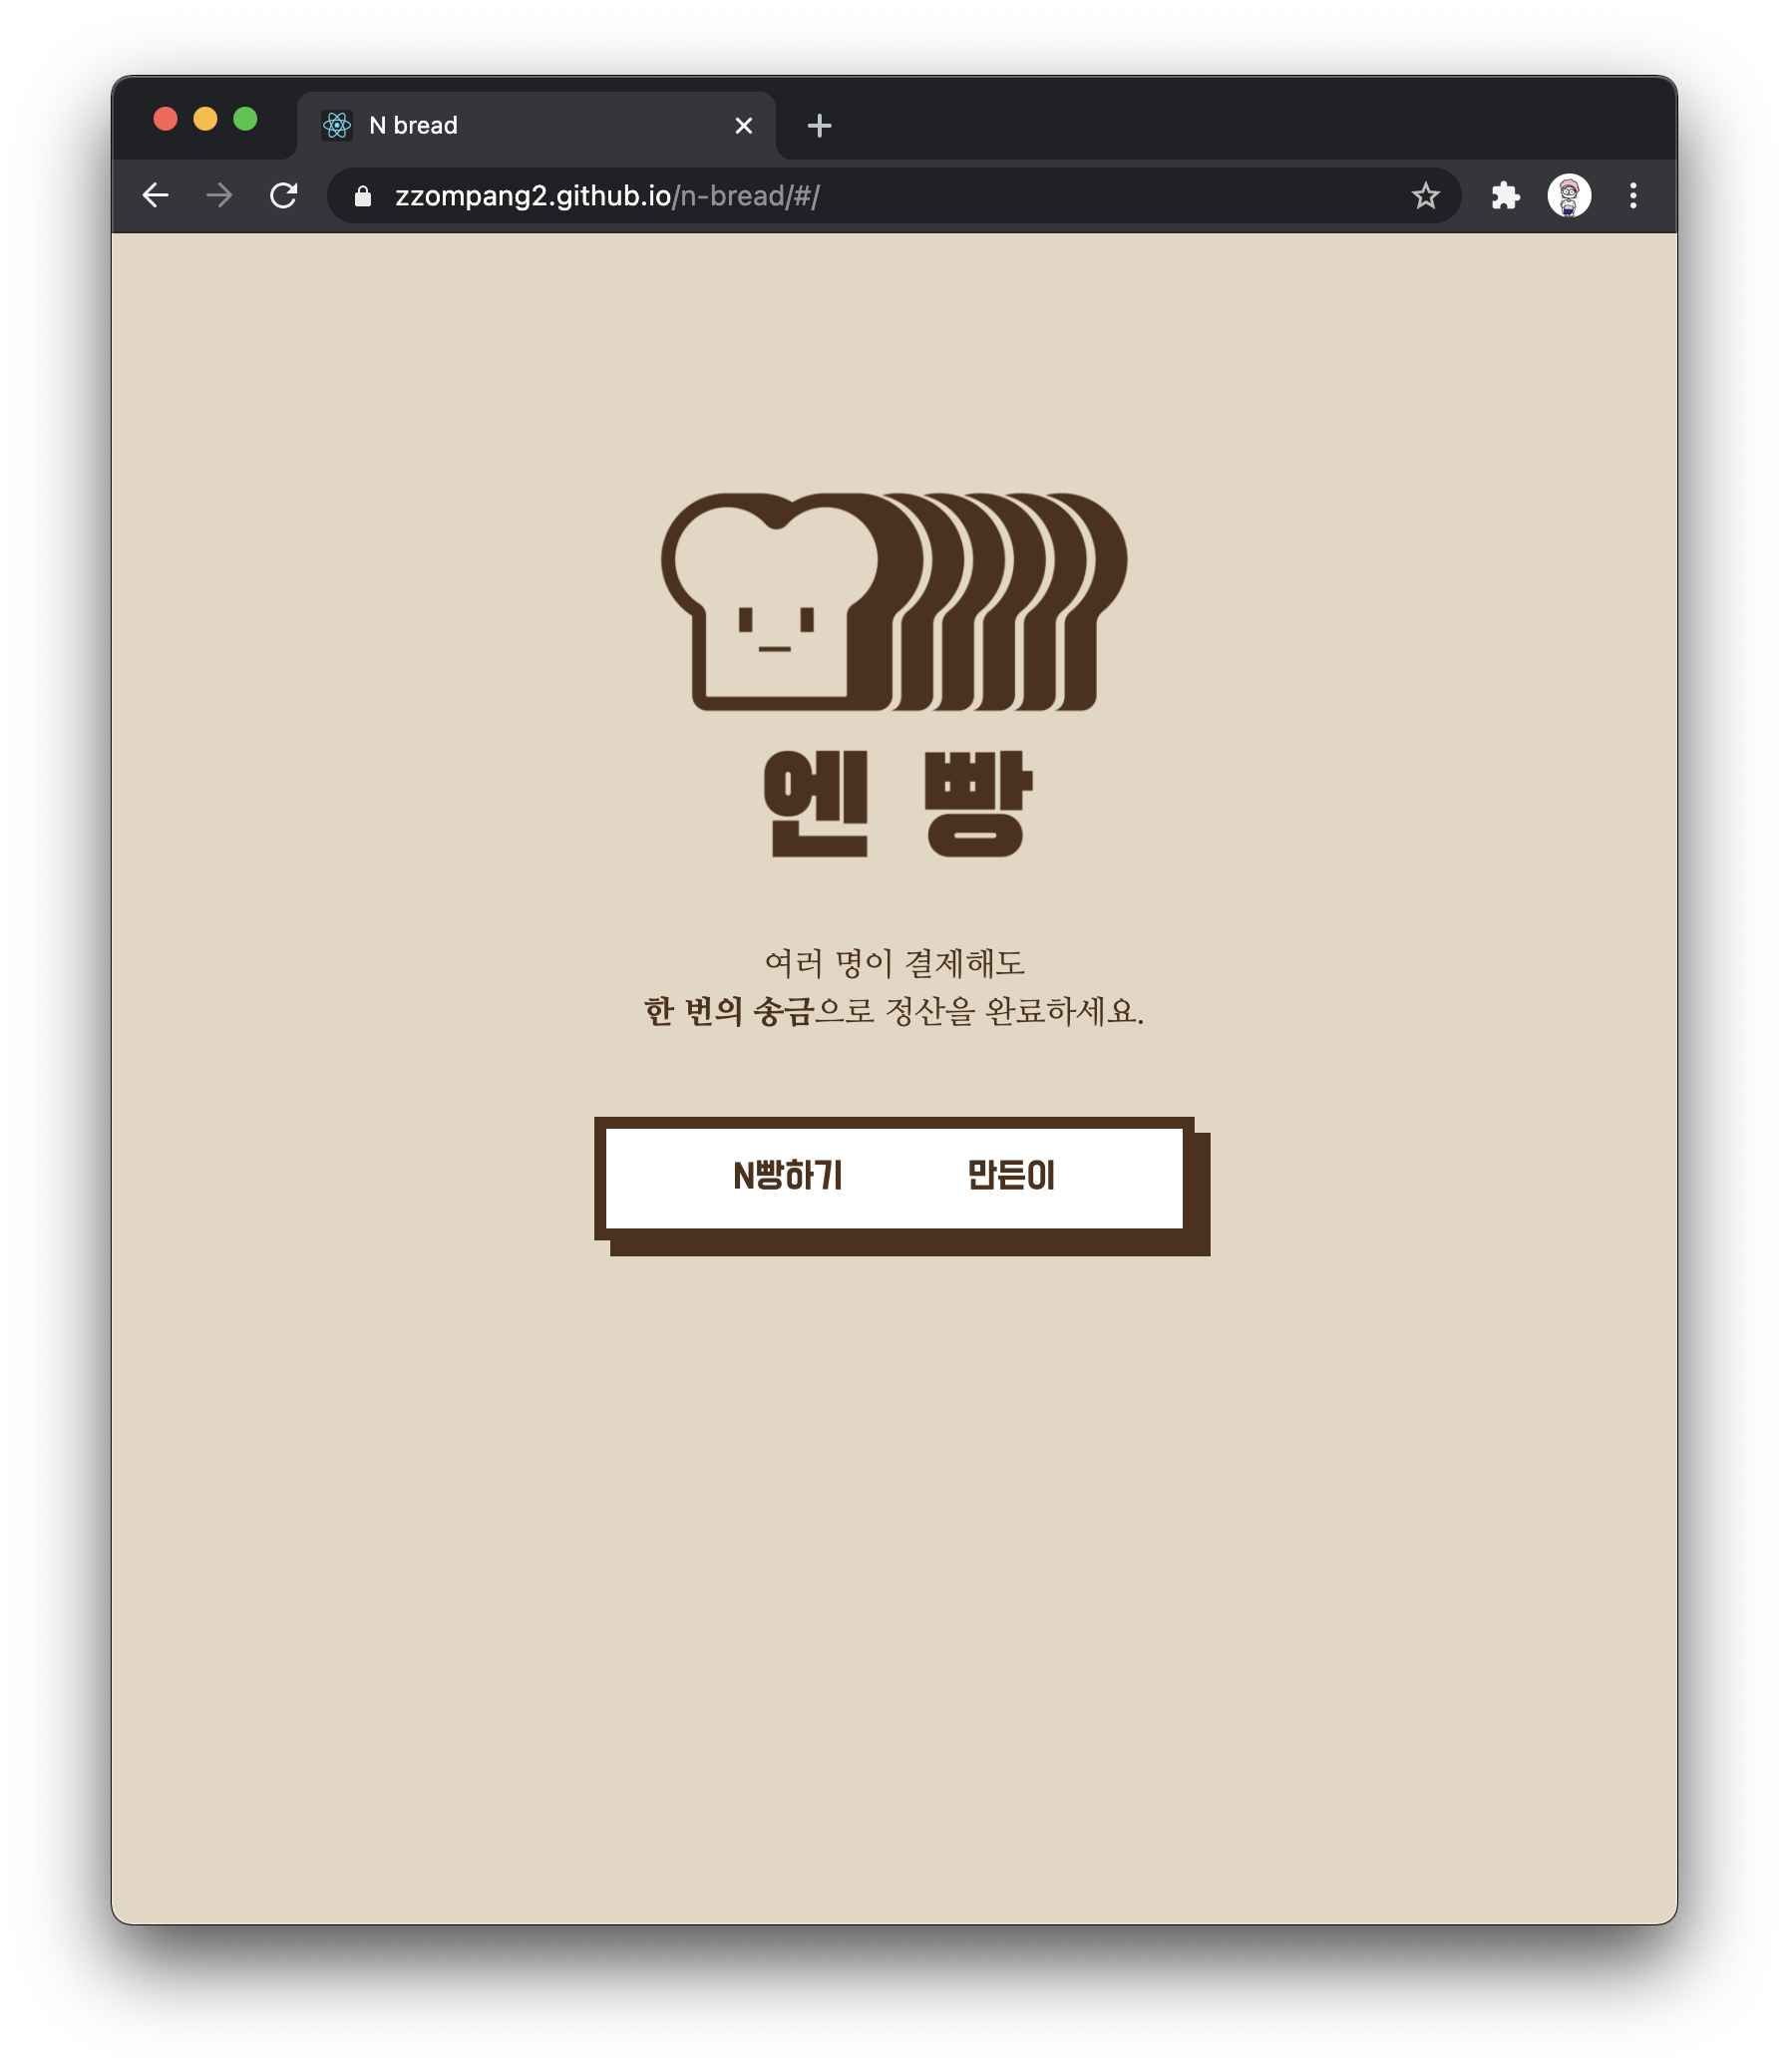 N bread
zzompang2.github.io/n-bread/#/
엔 빵
여러 명이 결제해도
한 번의 송금으로 정산을 완료하세요.
N빵하기 만든이